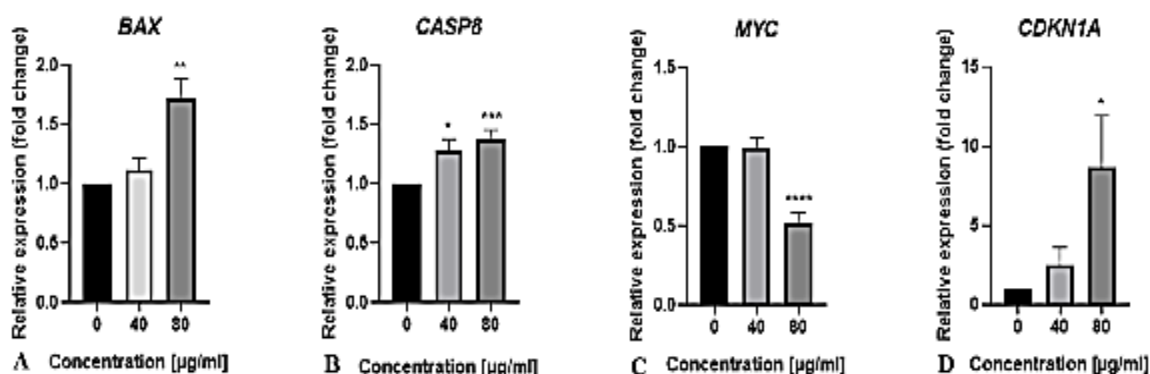 BAX
CASP8
MYC
CDKN1A
Relative expression (fold change)
2.0
1.5
1.0
0.5
0.0
**
0
40
80
A
Concentration [µg/ml]
Relative expression (fold change)
2.0
1.5
1.0
0.5
0.0
*
***
0
40
80
B
Concentration [µg/ml]
Relative expression (fold change)
1.5
1.0
0.5
0.0
****
0
40
80
C
Concentration [µg/ml]
Relative expression (fold change)
15
10
5
0
*
0
40
80
D
Concentration [µg/ml]